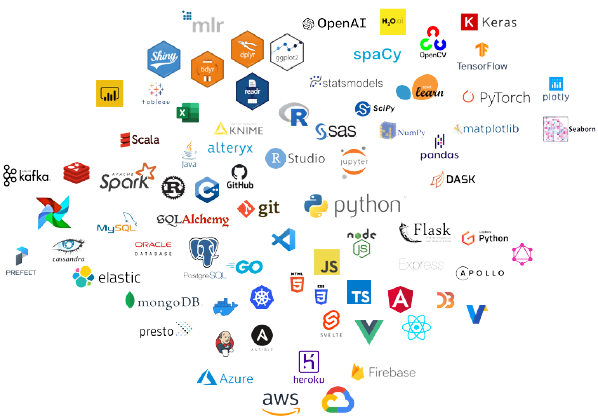 mlr
OpenAI
H2O.ai
K Keras
Shiny
tidyr
dplyr
ggplot2
spaCy
OpenCV
TensorFlow
readr
tableau
statsmodels
learn
PyTorch
plotly
SciPy
R
KNIME
sas
NumPy
matplotlib
Seaborn
Scala
Java
alteryx
R Studio
jupyter
pandas
kafka
APACHE
Spark
R
C++
GitHub
DASK
git
python
MySQL
SQLAlchemy
node
JS
Flask
Python
PREFECT
cassandra
ORACLE
DATABASE
PostgreSQL
GO
JS
Express
APOLLO
elastic
HTML
CSS
TS
A
mongoDB
presto
SVELTE
ANSIBLE
Azure
heroku
Firebase
aws